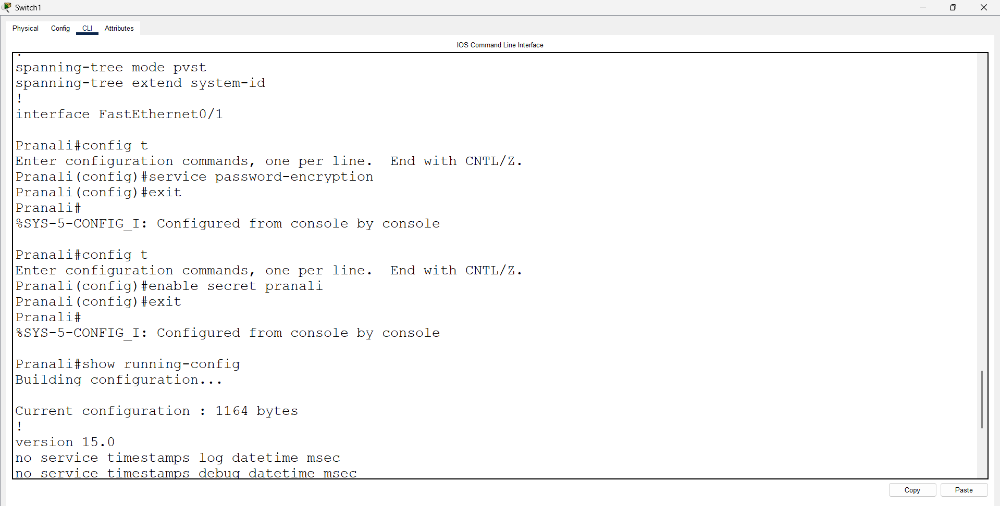 Switch1
Physical Config CLI Attributes
IOS Command Line Interface
!
spanning-tree mode pvst
spanning-tree extend system-id
!
interface FastEthernet0/1

Pranali#config t
Enter configuration commands, one per line.  End with CNTL/Z.
Pranali(config)#service password-encryption
Pranali(config)#exit
Pranali#
%SYS-5-CONFIG_I: Configured from console by console

Pranali#config t
Enter configuration commands, one per line.  End with CNTL/Z.
Pranali(config)#enable secret pranali
Pranali(config)#exit
Pranali#
%SYS-5-CONFIG_I: Configured from console by console

Pranali#show running-config
Building configuration...

Current configuration : 1164 bytes
!
version 15.0
no service timestamps log datetime msec
no service timestamps debug datetime msec
Copy Paste